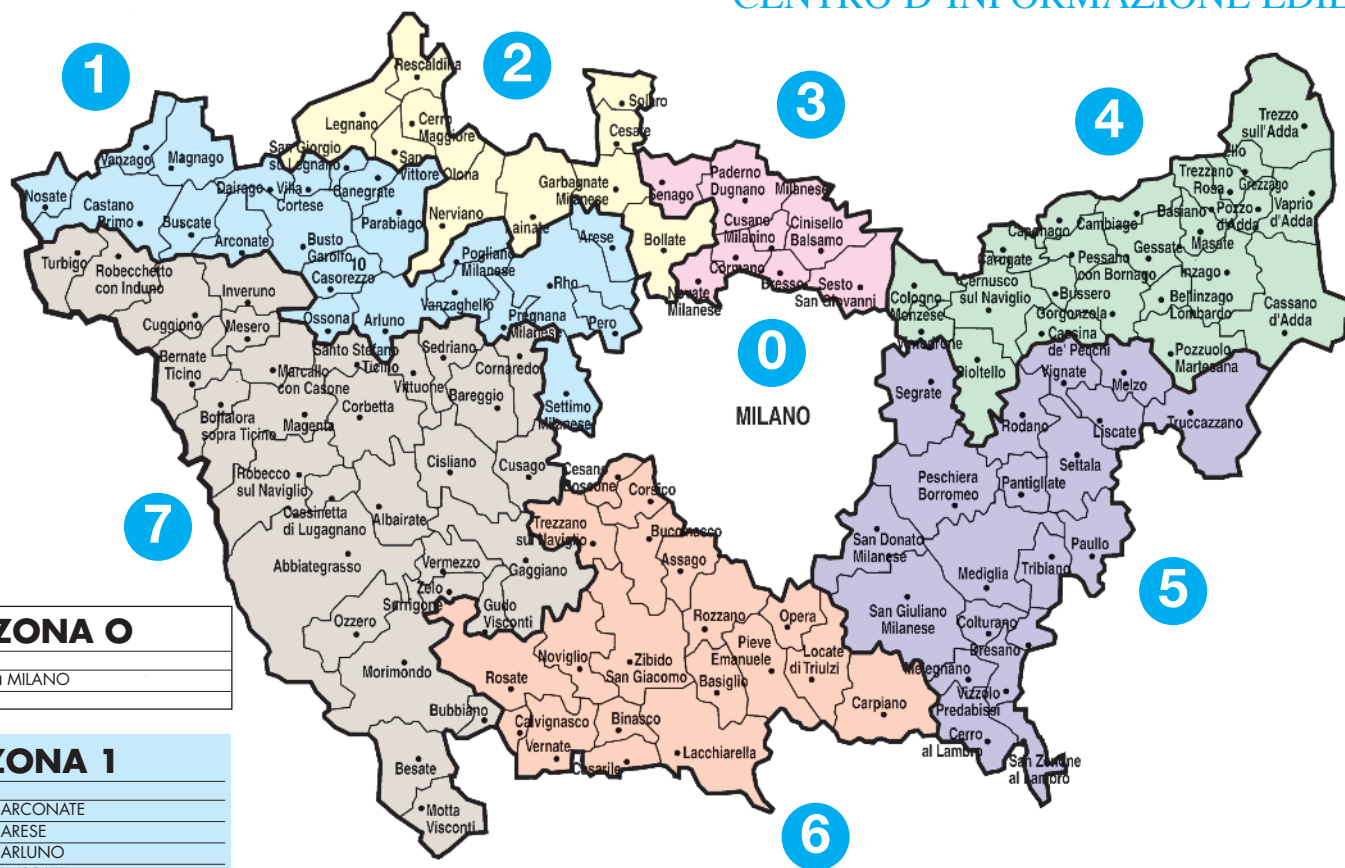 CENTRO D'INFORMAZIONE EDIL
1
2
3
4
Rescaldina
Legnano
Cerro
Maggiore
San Giorgio
su Legnano
San
Vittore Olona
Solaro
Cesate
Vanzago
Magnago
Nosate
Castano
Primo
Buscate
Dairago
Villa
Cortese
Canegrate
Parabiago
Arconate
Busto
Garolfo
10
Casorezzo
Nerviano
Lainate
Garbagnate
Milanese
Bollate
Arese
Pogliano
Milanese
Rho
Vanzaghello
Pregnana
Milanese
Pero
Ossona
Arluno
Settimo
Milanese
Senago
Paderno
Dugnano
Milanese
Cusano
Milanino
Cinisello
Balsamo
Cormano
Bresso
Novate
Milanese
Sesto
San Giovanni
Trezzo
sull'Adda
Trezzano
Rosa
Grezzago
Pozzo
d'Adda
Vaprio
d'Adda
Basiano
Masate
Cambiago
Gessate
Inzago
Pessano
con Bornago
Carugate
Cernusco
sul Naviglio
Bussero
Gorgonzola
Bellinzago
Lombardo
Cassano
d'Adda
Cologno
Monzese
Cassina
de' Pecchi
Pozzuolo
Martesana
Pioltello
0
MILANO
Turbigo
Robecchetto
con Induno
Inveruno
Cuggiono
Mesero
Bernate
Ticino
Marcallo
con Casone
Santo Stefano
Ticino
Sedriano
Vittuone
Cornaredo
Bareggio
Boffalora
sopra Ticino
Magenta
Corbetta
Robecco
sul Naviglio
Cisliano
Cusago
Cassinetta
di Lugagnano
Albairate
Abbiategrasso
Vermezzo
Zelo
Surrigone
Gaggiano
Gudo
Visconti
Ozzero
Morimondo
Bubbiano
Besate
Motta
Visconti
7
Segrate
Vignate
Melzo
Truccazzano
Rodano
Liscate
Settala
Peschiera
Borromeo
Pantigliate
San Donato
Milanese
Paullo
Tribiano
Mediglia
San Giuliano
Milanese
Colturano
Dresano
Melegnano
Vizzolo
Predabissi
Cerro
al Lambro
San Zenone
al Lambro
5
Cesano
Boscone
Corsico
Trezzano
sul Naviglio
Buccinasco
Assago
Rozzano
Opera
Pieve
Emanuele
Locate
di Triulzi
Noviglio
Zibido
San Giacomo
Basiglio
Rosate
Carpiano
Calvignasco
Binasco
Vernate
Casarile
Lacchiarella
6
ZONA O
MILANO
ZONA 1
ARCONATE
ARESE
ARLUNO